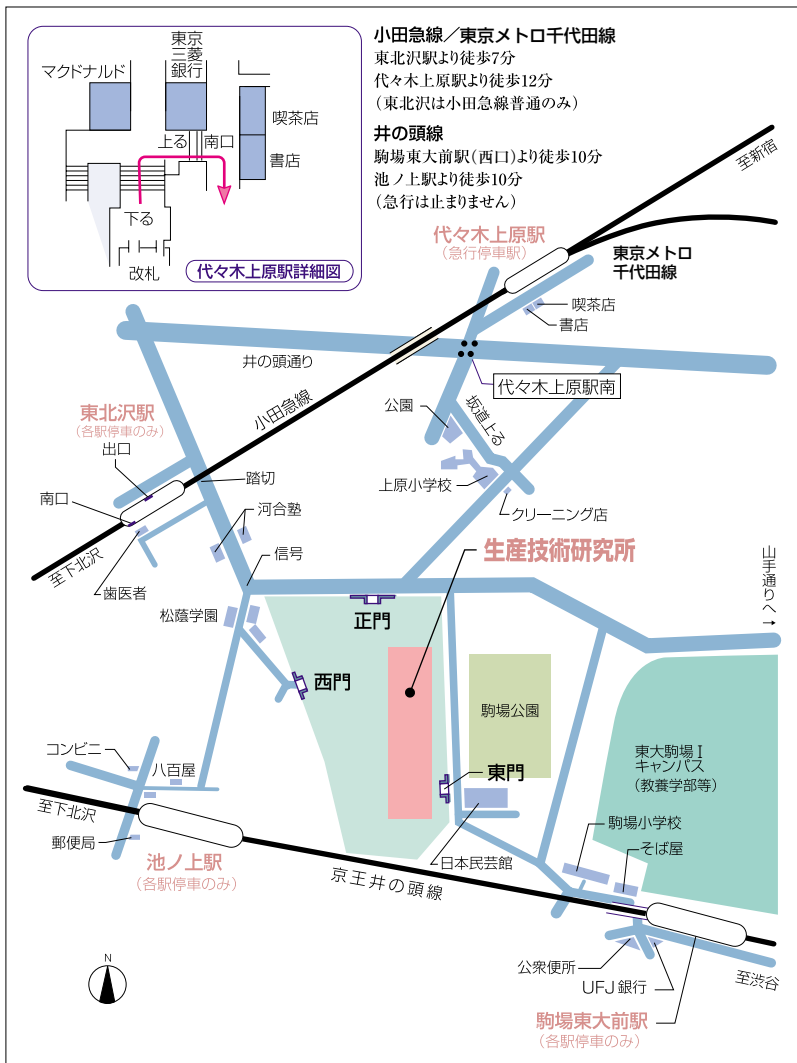 小田急線／東京メトロ千代田線
東北沢駅より徒歩7分
代々木上原駅より徒歩12分
（東北沢は小田急線普通のみ）
井の頭線
駒場東大前駅（西口）より徒歩10分
池ノ上駅より徒歩10分
（急行は止まりません）
東京
三菱
銀行
マクドナルド
喫茶店
上る
南口
書店
下る
改札
代々木上原駅詳細図
至新宿
代々木上原駅
（急行停車駅）
東京メトロ
千代田線
喫茶店
書店
井の頭通り
代々木上原駅南
小田急線
公園
坂道上る
東北沢駅
（各駅停車のみ）
出口
踏切
上原小学校
南口
河合塾
クリーニング店
至下北沢
歯医者
信号
生産技術研究所
山手通りへ→
松蔭学園
正門
西門
駒場公園
コンビニ
八百屋
東門
東大駒場Ⅰ
キャンパス
（教養学部等）
至下北沢
郵便局
池ノ上駅
（各駅停車のみ）
駒場小学校
そば屋
日本民芸館
京王井の頭線
N
公衆便所
UFJ銀行
至渋谷
駒場東大前駅
（各駅停車のみ）